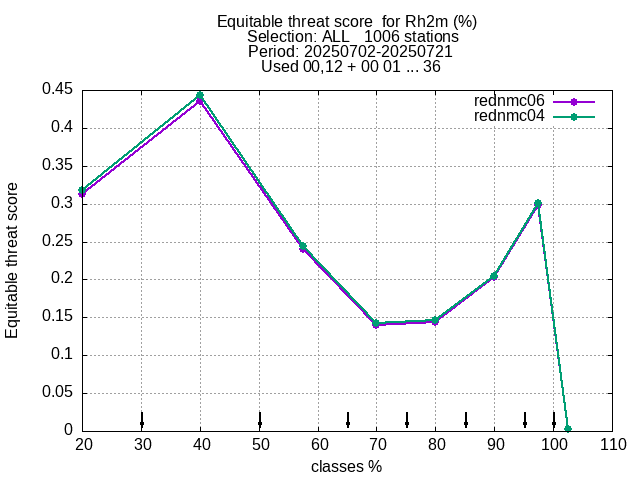 Equitable threat score  for Rh2m (%)
Selection: ALL   1006 stations
Period: 20250702-20250721
Used 00,12 + 00 01 ... 36
rednmc06
rednmc04
Equitable threat score
0.45
0.4
0.35
0.3
0.25
0.2
0.15
0.1
0.05
0
20 30 40 50 60 70 80 90 100 110
classes %